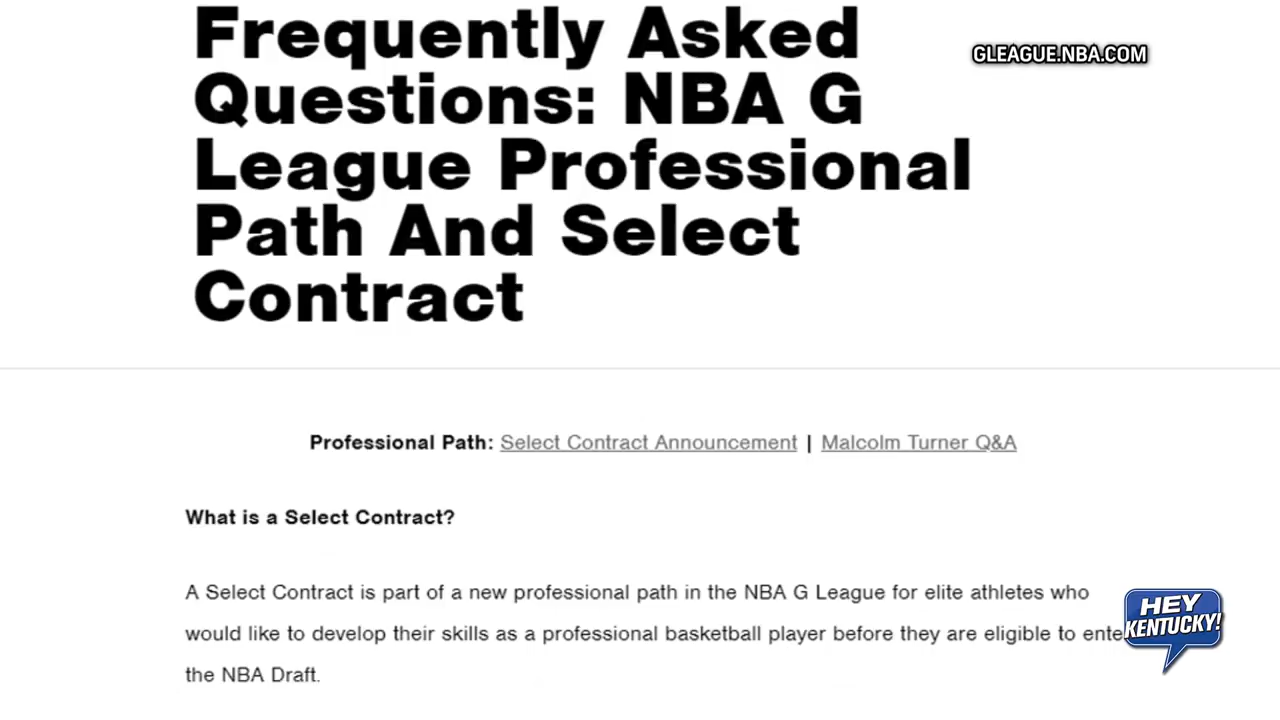 Frequently Asked
GLEAGUE.NBA.COM
Questions: NBA G
League Professional
Path And Select
Contract
Professional Path: Select Contract Announcement | Malcolm Turner Q&A
What is a Select Contract?
A Select Contract is part of a new professional path in the NBA G League for elite athletes who
would like to develop their skills as a professional basketball player before they are eligible to ente
the NBA Draft.
HEY
KENTUCKY!